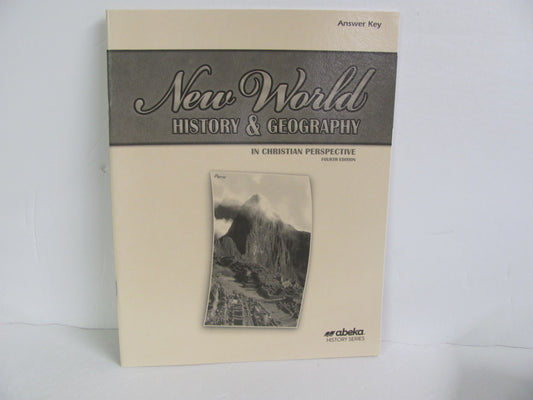 Answer Key
New World
HISTORY & GEOGRAPHY
IN CHRISTIAN PERSPECTIVE
FOURTH EDITION
Peru
abeka
HISTORY SERIES